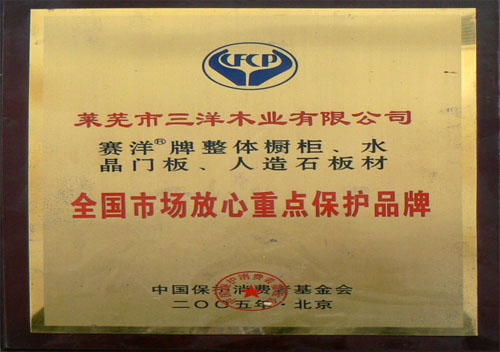 CFCP
莱芜市三洋木业有限公司
赛洋®牌整体橱柜、水
晶门板、人造石板材
全国市场放心重点保护品牌
中国保护消费者基金会
二〇〇五年·北京